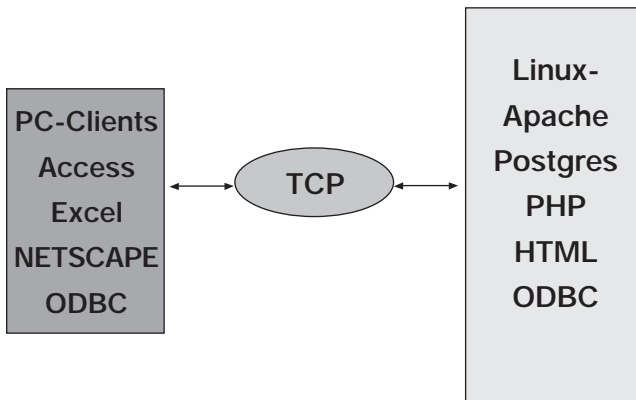 PC-Clients
Access
Excel
NETSCAPE
ODBC
TCP
Linux-
Apache
Postgres
PHP
HTML
ODBC